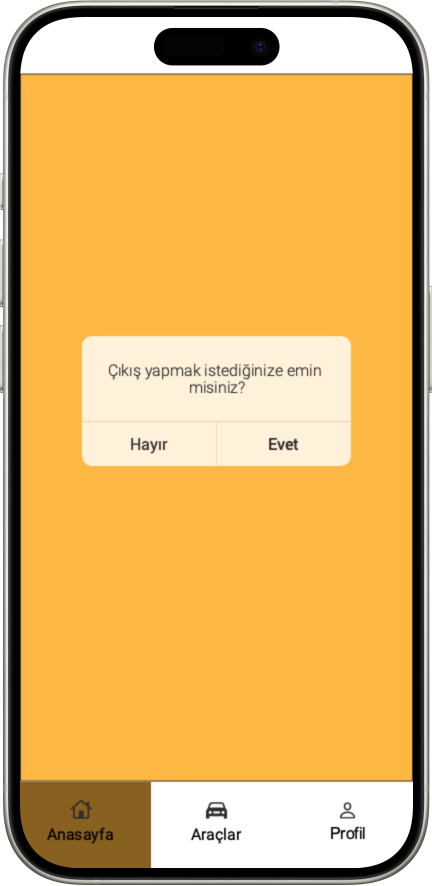 Çıkış yapmak istediğinize emin
misiniz?
Hayır Evet
Anasayfa Araçlar Profil